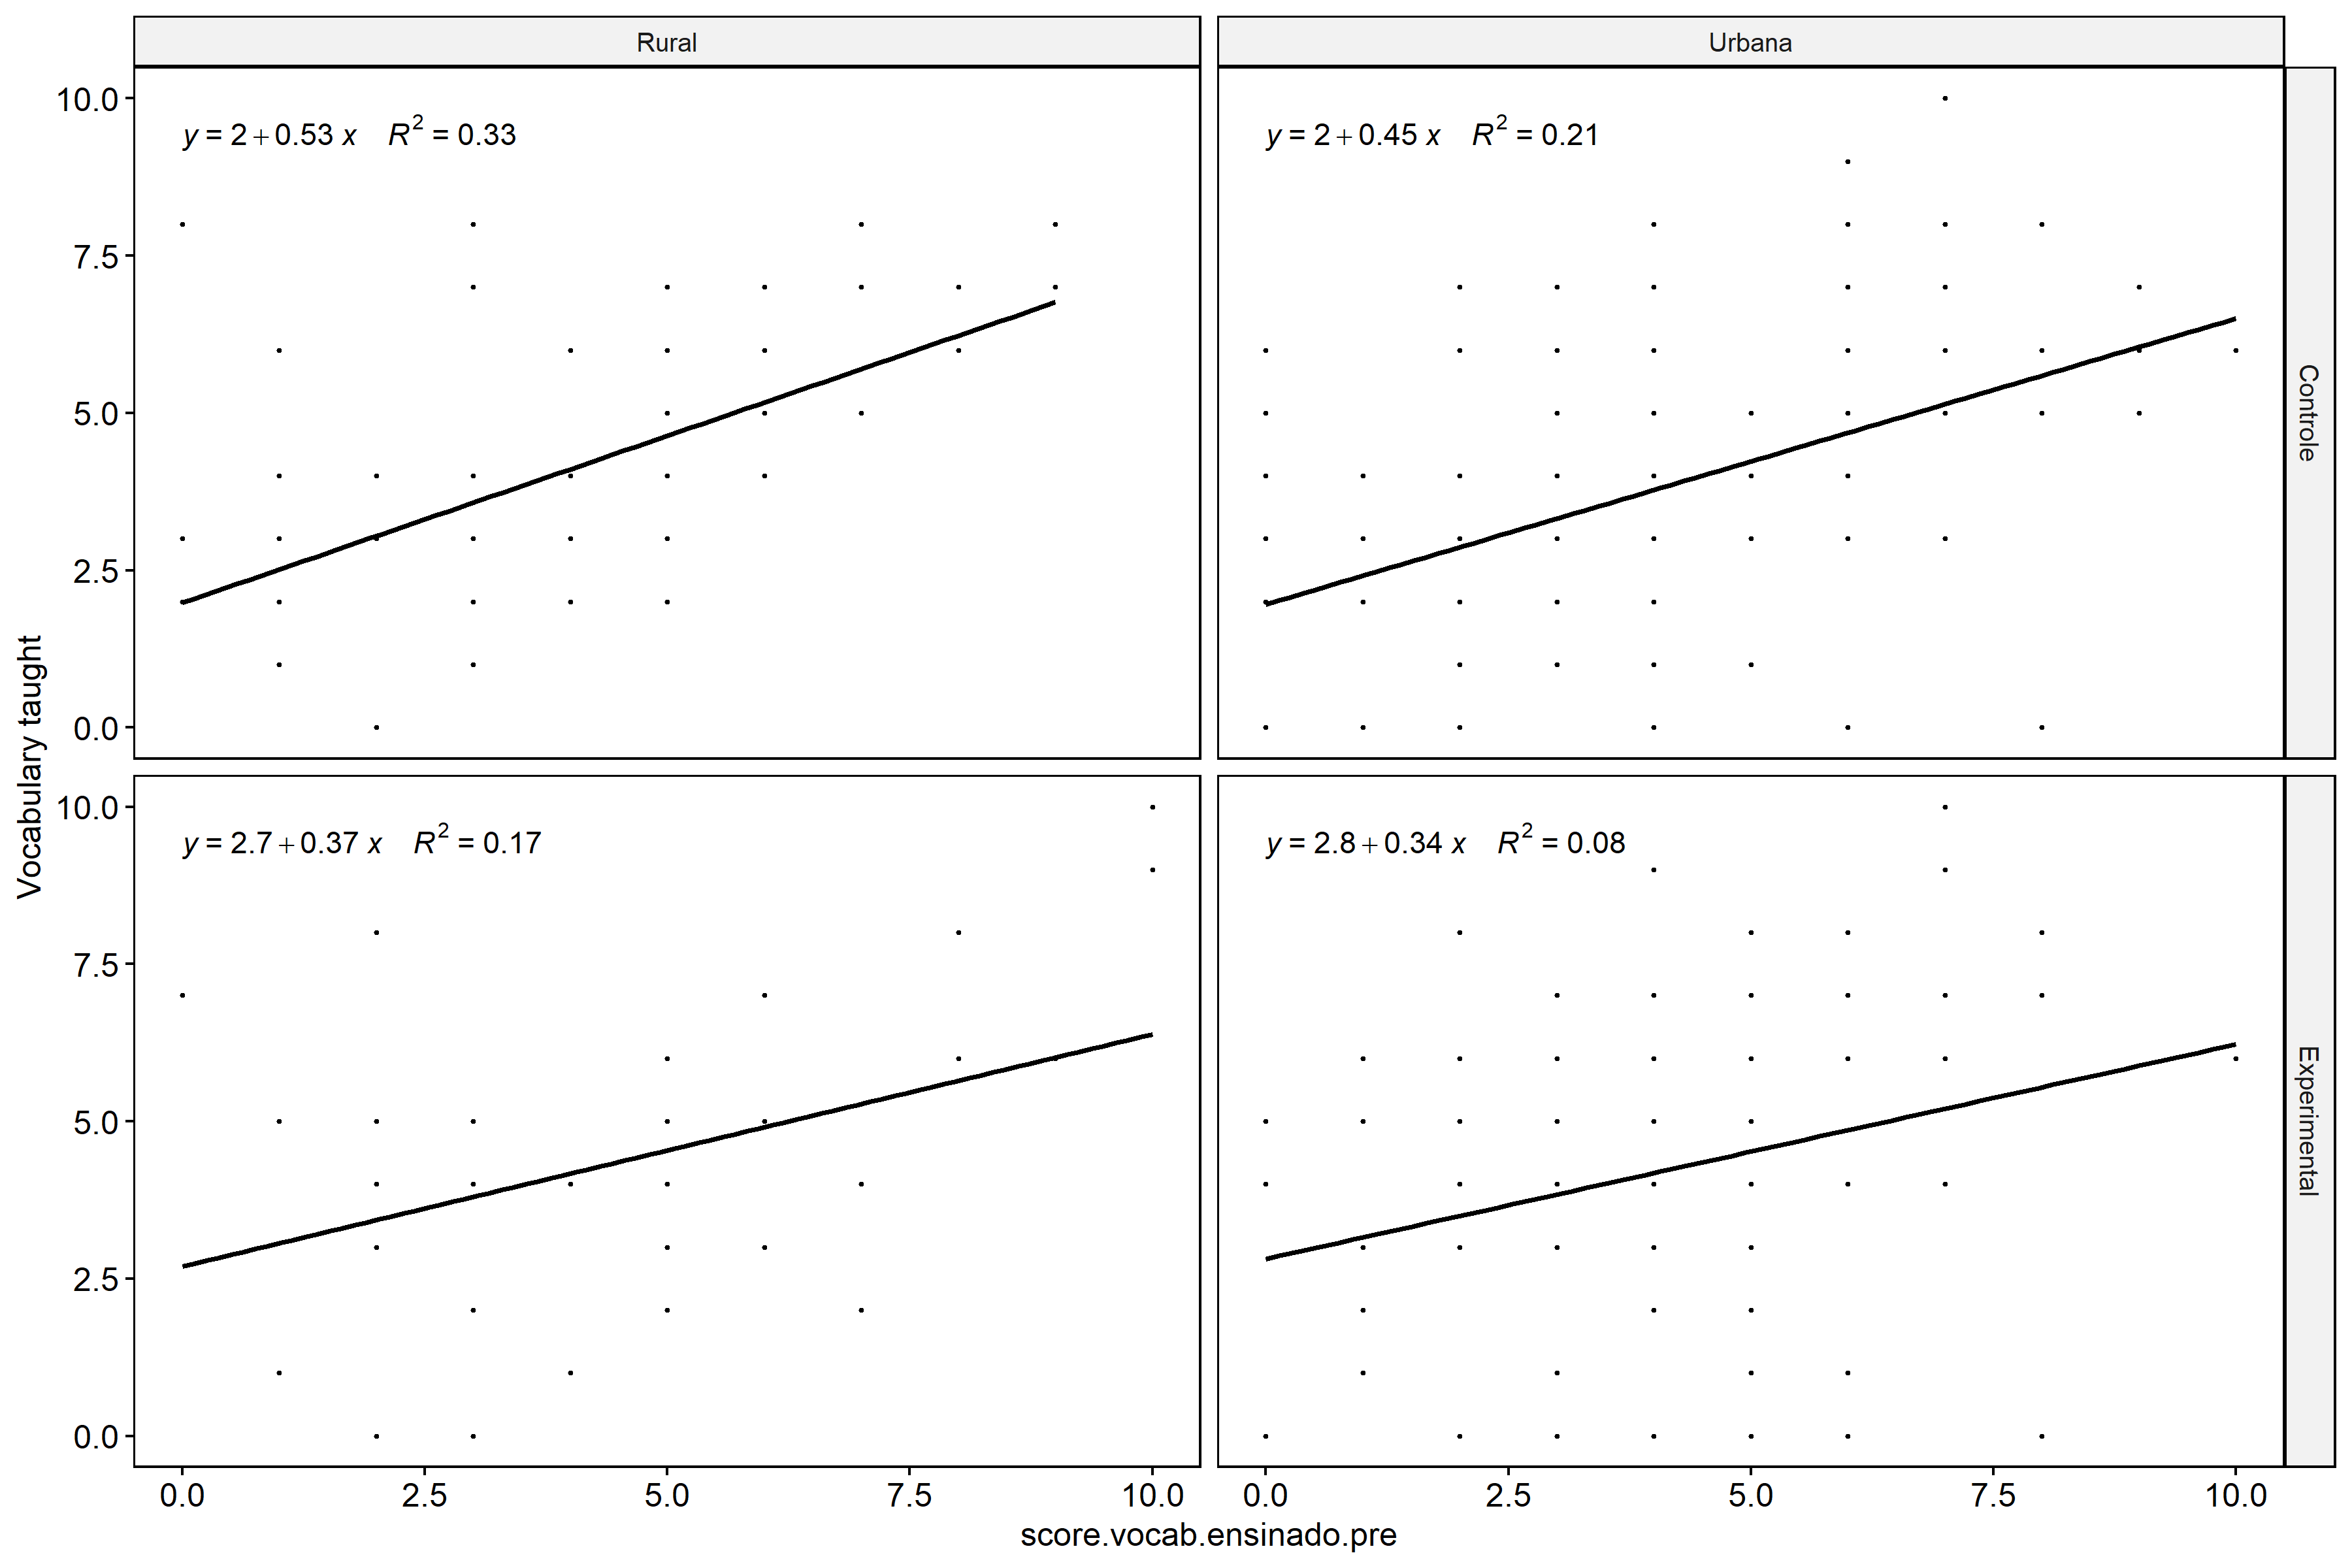 Rural
Urbana
10.0
7.5
5.0
2.5
0.0
y = 2 + 0.53 x R² = 0.33
y = 2 + 0.45 x R² = 0.21
Controle
Vocabulary taught
10.0
7.5
5.0
2.5
0.0
y = 2.7 + 0.37 x R² = 0.17
y = 2.8 + 0.34 x R² = 0.08
Experimental
0.0 2.5 5.0 7.5 10.0
0.0 2.5 5.0 7.5 10.0
score.vocab.ensinado.pre